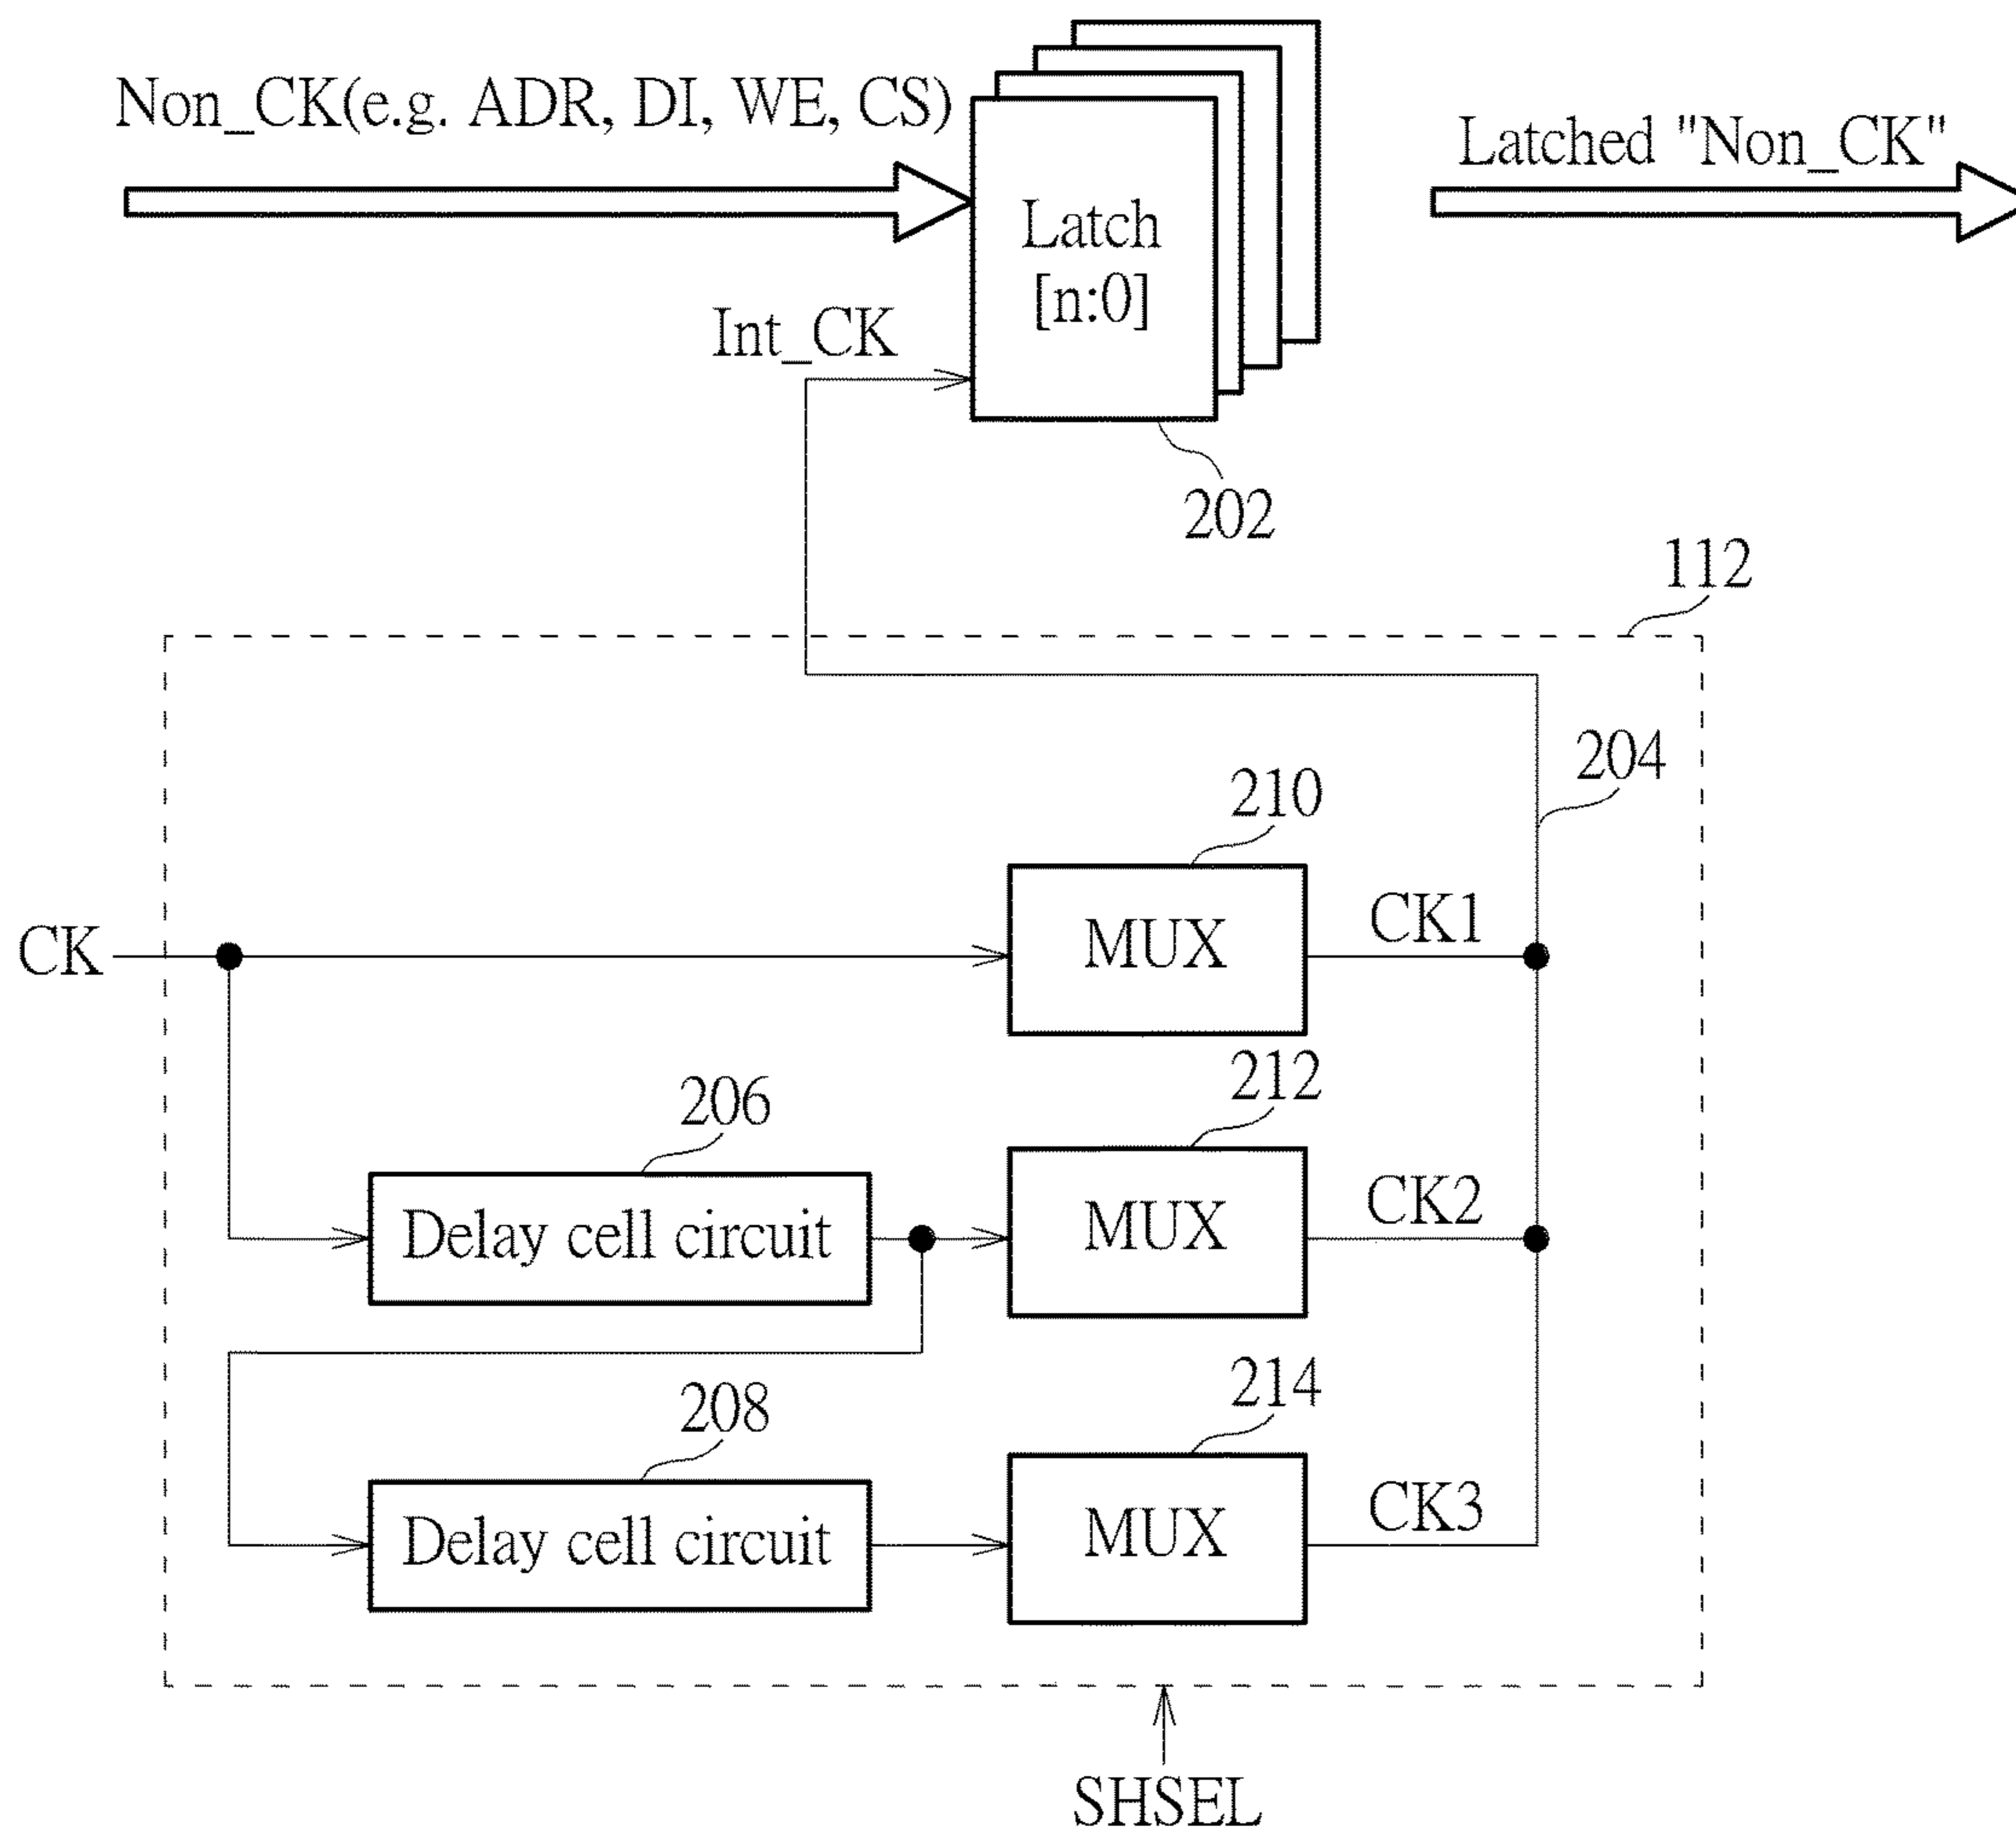 Non_CK(e.g. ADR, DI, WE, CS)
Latched "Non_CK"
Latch
[n:0]
Int_CK
202
112
204
210
CK
MUX
CK1
206
212
Delay cell circuit
MUX
CK2
208
214
Delay cell circuit
MUX
CK3
SHSEL